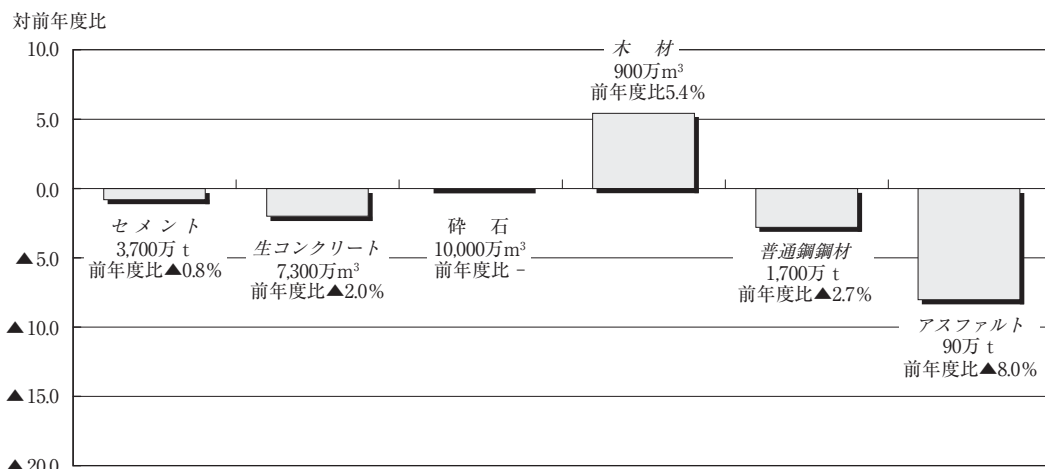 対前年度比
10.0
5.0
0.0
▲5.0
▲10.0
▲15.0
▲20.0
セメント
3,700万 t
前年度比▲0.8%
生コンクリート
7,300万m³
前年度比▲2.0%
砕　石
10,000万m³
前年度比 −
木　材
900万m³
前年度比5.4%
普通鋼鋼材
1,700万 t
前年度比▲2.7%
アスファルト
90万 t
前年度比▲8.0%